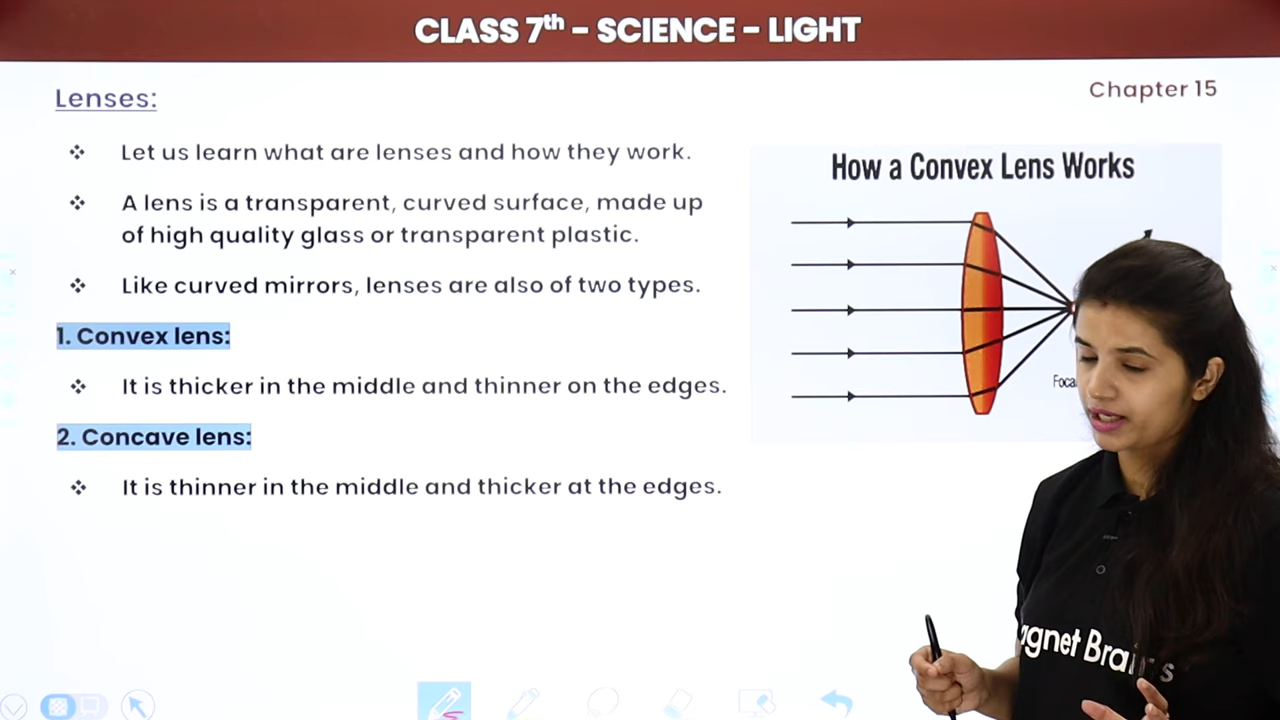 CLASS 7th – SCIENCE – LIGHT
Chapter 15
Lenses:
Let us learn what are lenses and how they work.
A lens is a transparent, curved surface, made up
of high quality glass or transparent plastic.
Like curved mirrors, lenses are also of two types.
1. Convex lens:
It is thicker in the middle and thinner on the edges.
2. Concave lens:
It is thinner in the middle and thicker at the edges.
How a Convex Lens Works